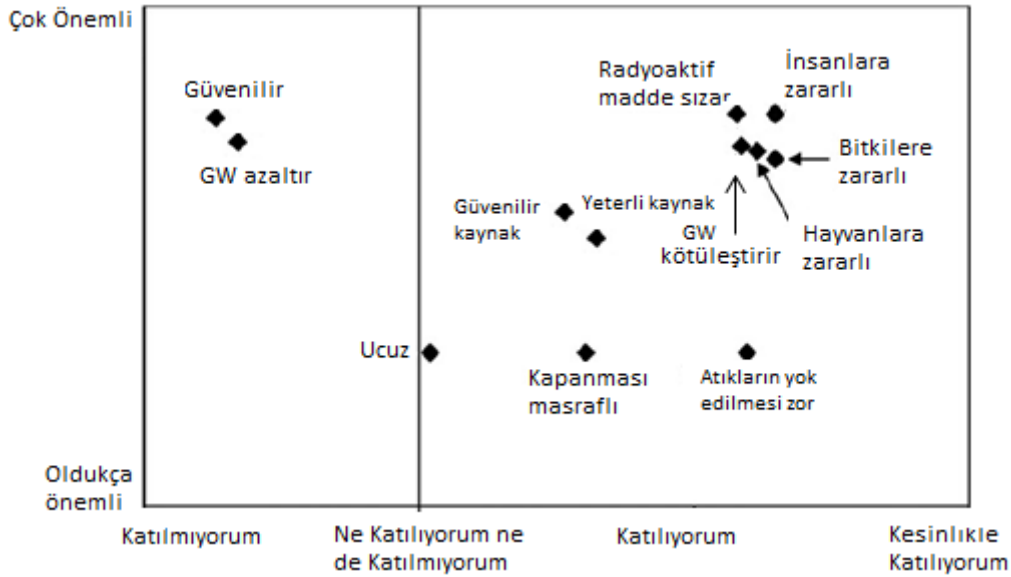 Çok Önemli
Güvenilir
GW azaltır
Radyoaktif
madde sızar
İnsanlara
zararlı
Bitkilere
zararlı
Güvenilir
kaynak
Yeterli kaynak
GW
kötüleştirir
Hayvanlara
zararlı
Ucuz
Kapanması
masraflı
Atıkların yok
edilmesi zor
Oldukça
önemli
Katılmıyorum
Ne Katılıyorum ne
de Katılmıyorum
Katılıyorum
Kesinlikle
Katılıyorum